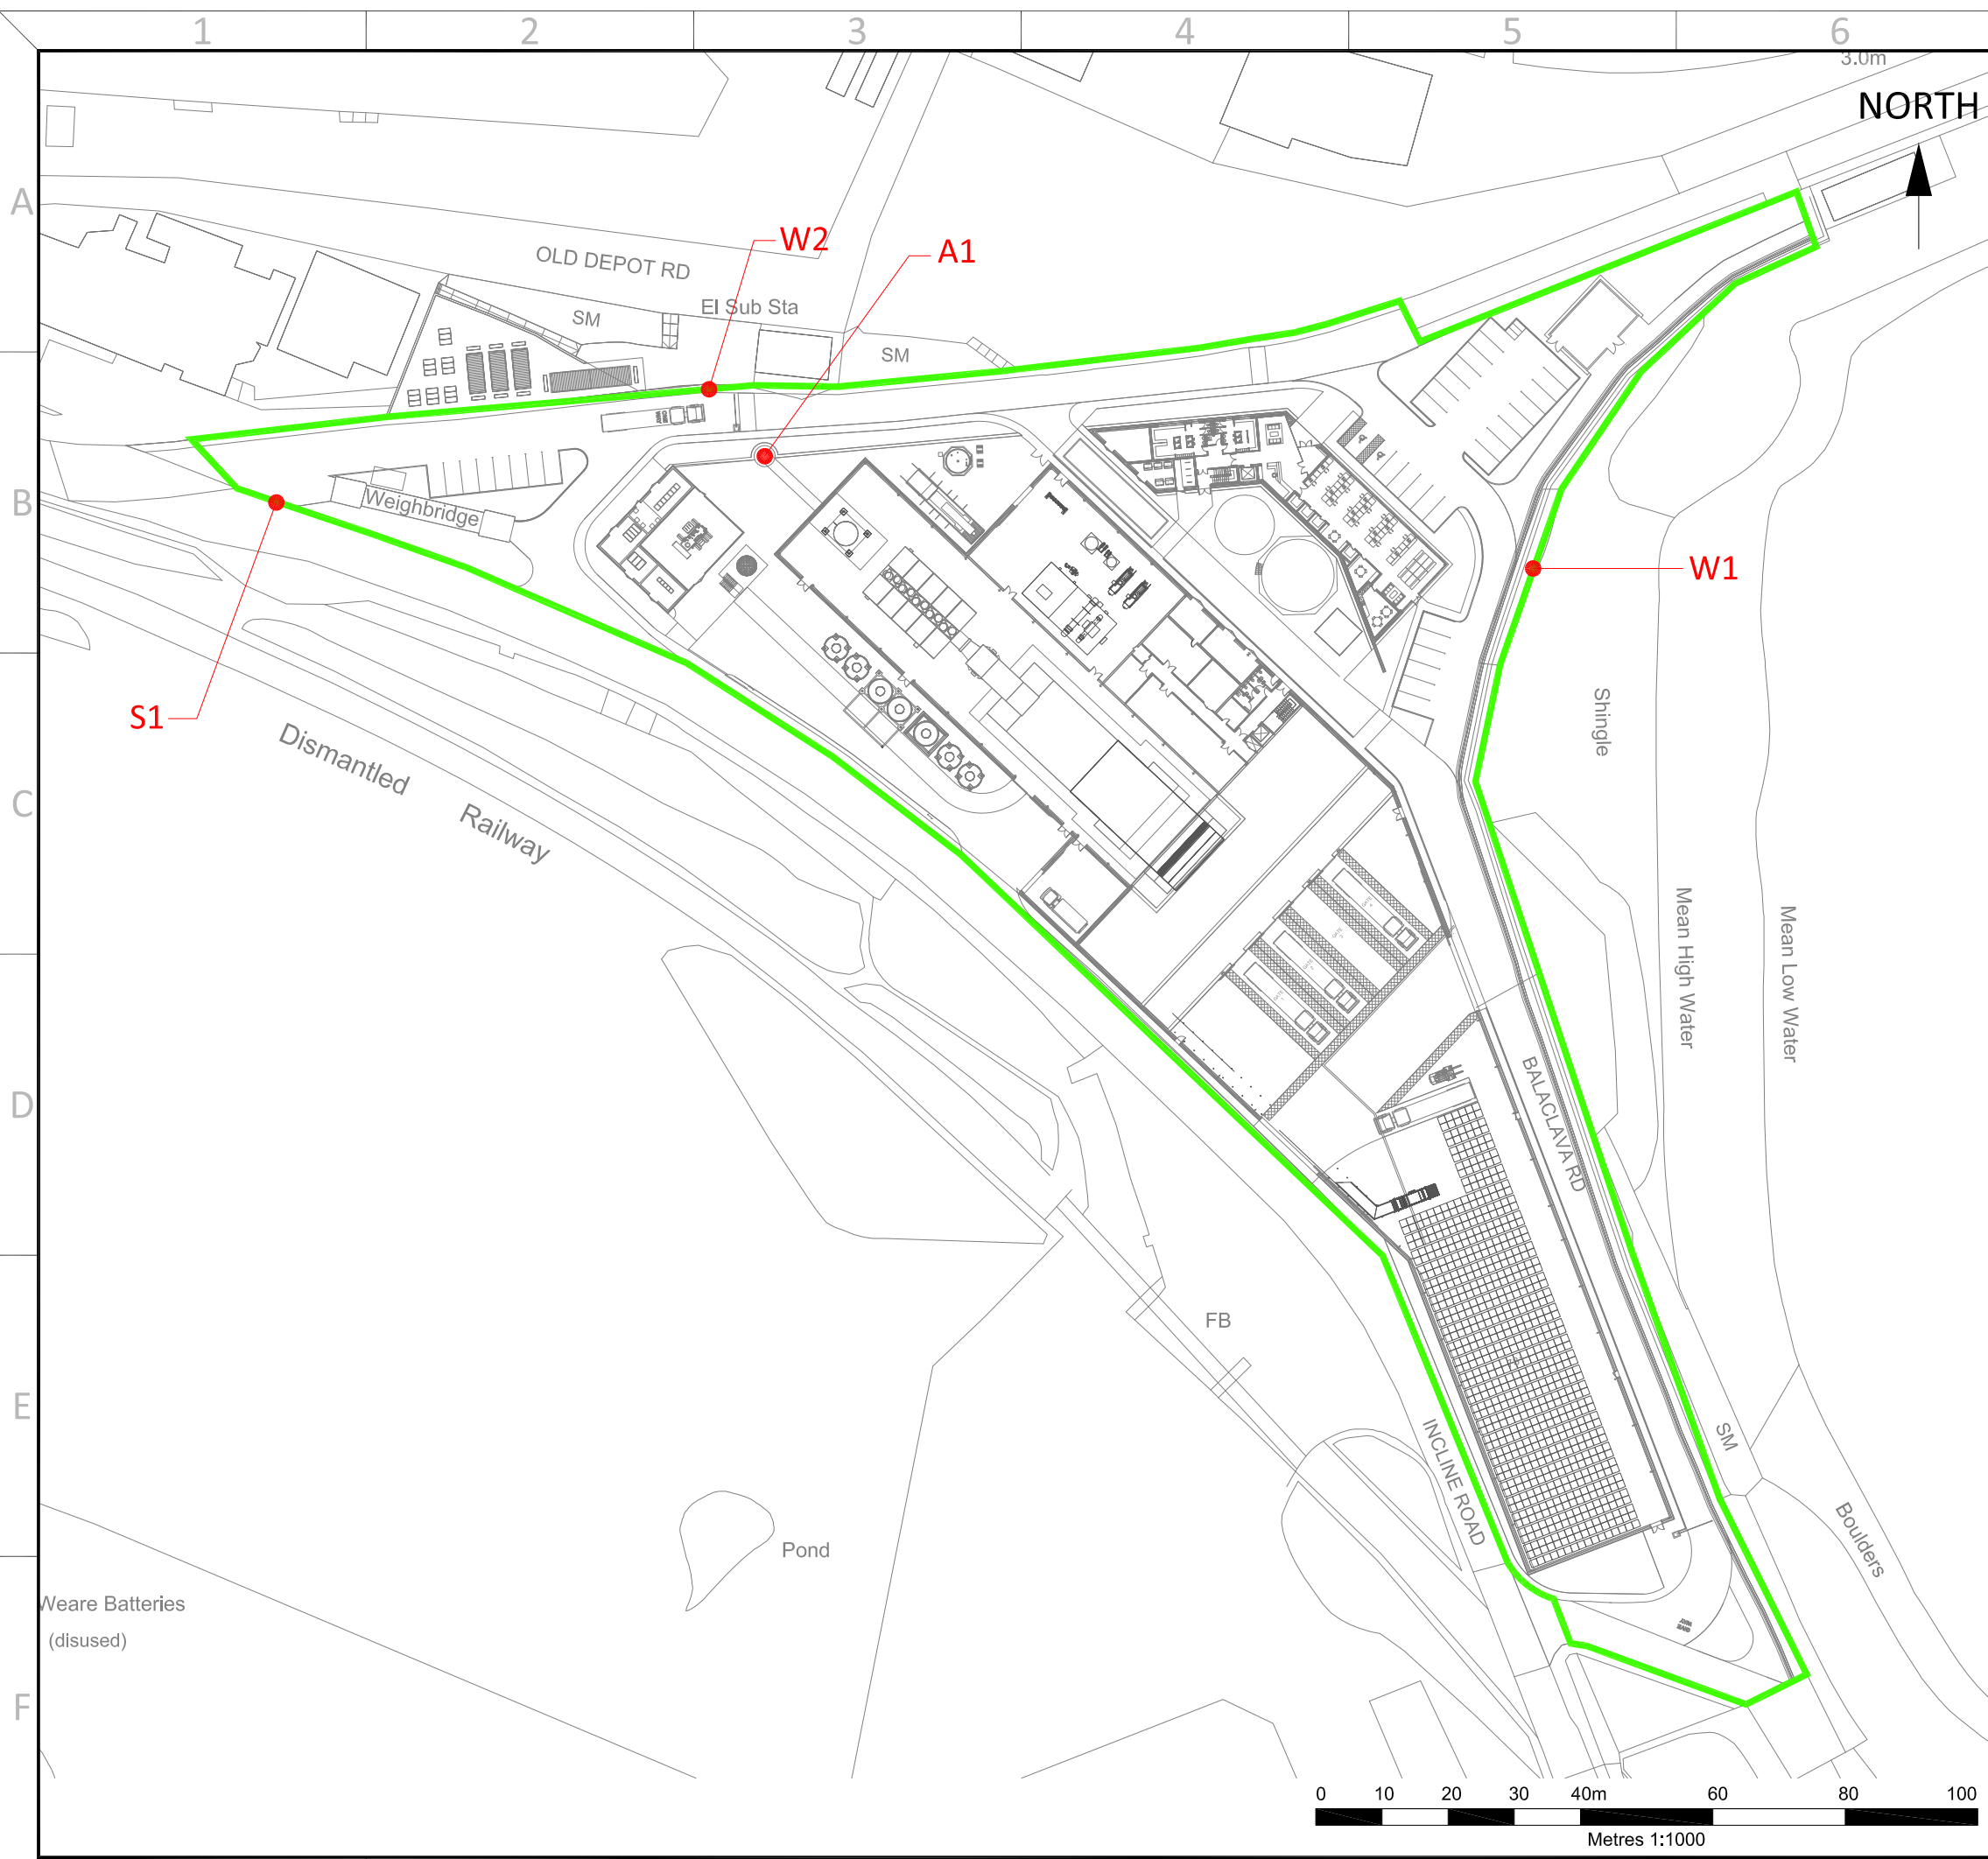 1 2 3 4 5 6
3.0m
NORTH
A
W2
A1
OLD DEPOT RD
El Sub Sta
SM
SM
B
Weighbridge
W1
S1
Shingle
Dismantled Railway
C
Mean High Water
Mean Low Water
D
BALACLAVA RD
FB
E
INCLINE ROAD
SM
Boulders
Pond
Weare Batteries
(disused)
F
0 10 20 30 40m 60 80 100
Metres 1:1000